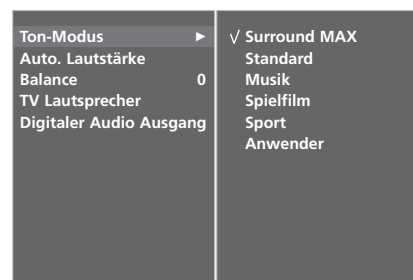 Ton-Modus ►
Auto. Lautstärke
Balance 0
TV Lautsprecher
Digitaler Audio Ausgang
√ Surround MAX
Standard
Musik
Spielfilm
Sport
Anwender